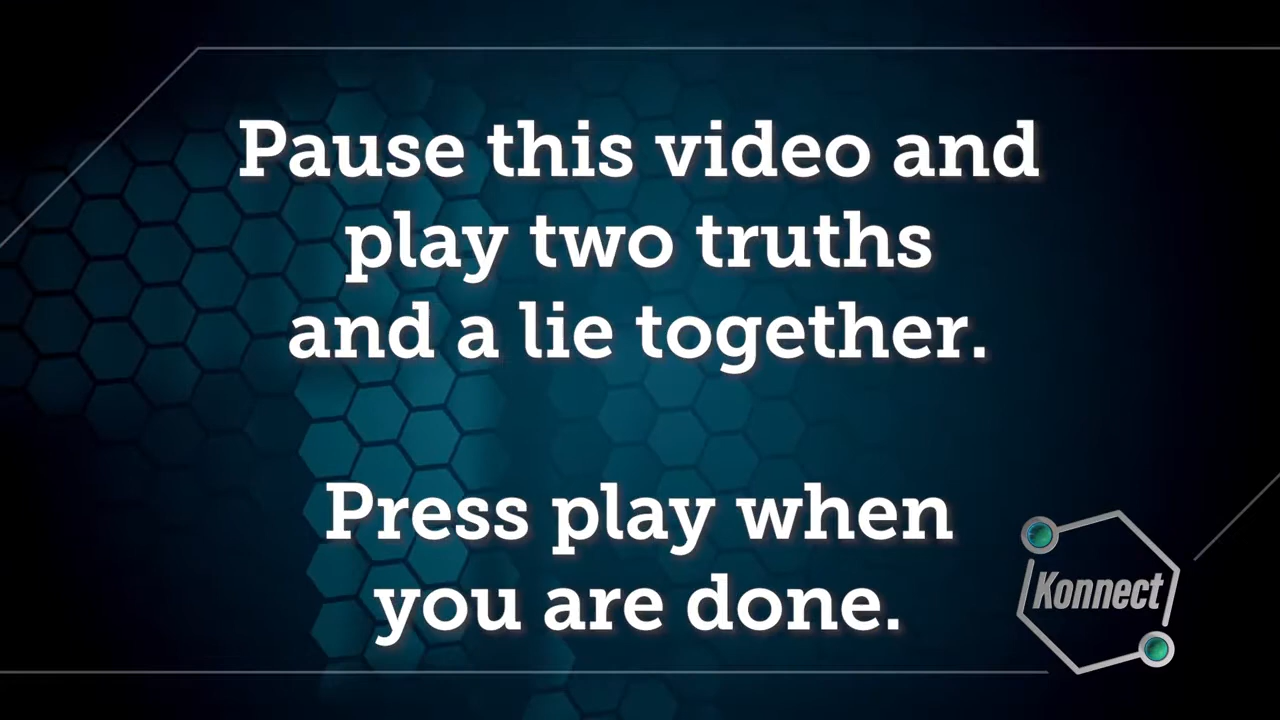 Pause this video and
play two truths
and a lie together.
Press play when
you are done.
Konnect